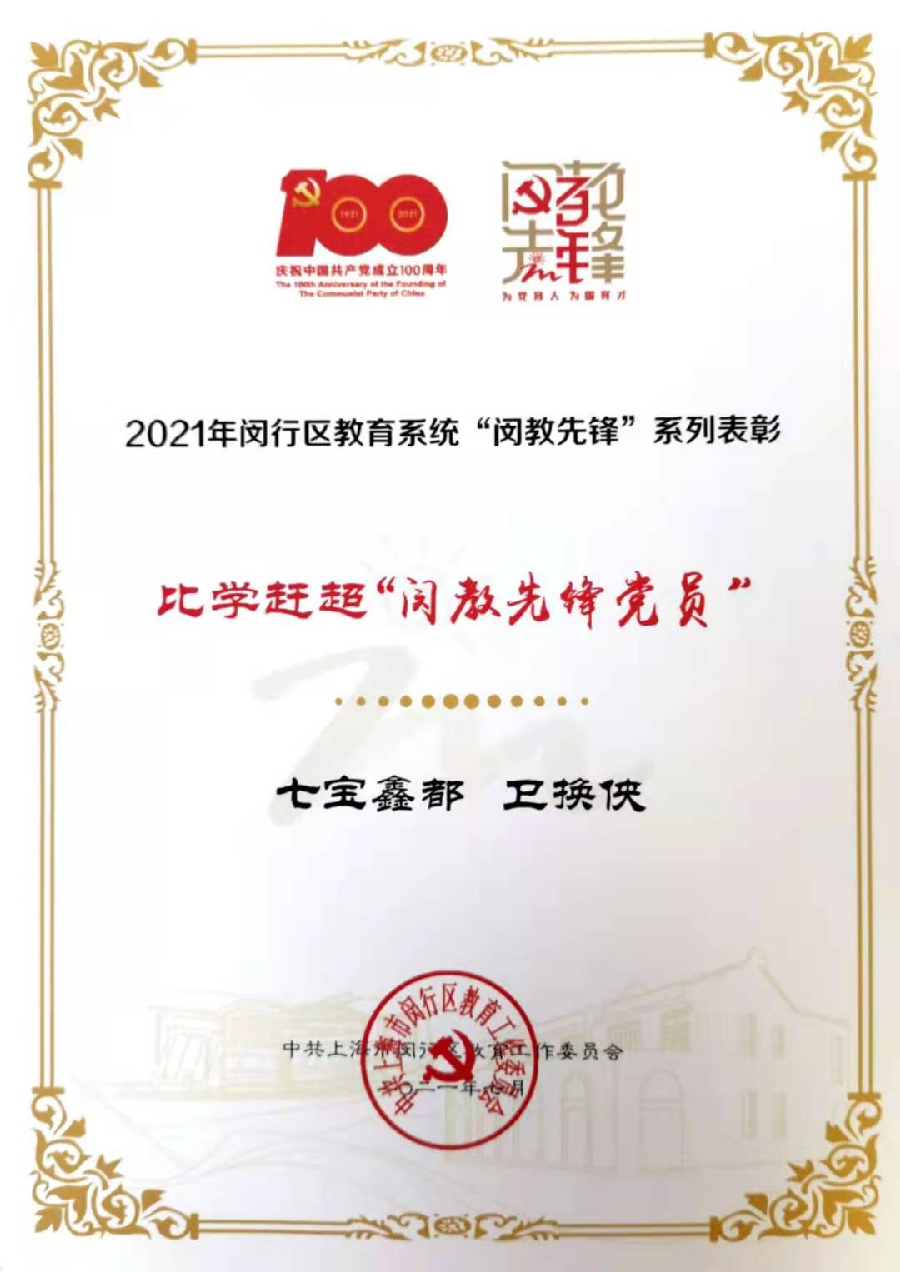 100
1921
2021
庆祝中国共产党成立100周年
The 100th Anniversary of the Founding of
The Communist Party of China
闵教先锋
为党育人 为国育才
2021年闵行区教育系统“闵教先锋”系列表彰
比学赶超“闵教先锋党员”
七宝鑫都 卫换侠
中共上海市闵行区教育工作委员会
二〇二一年七月
中共上海市闵行区教育工作委员会